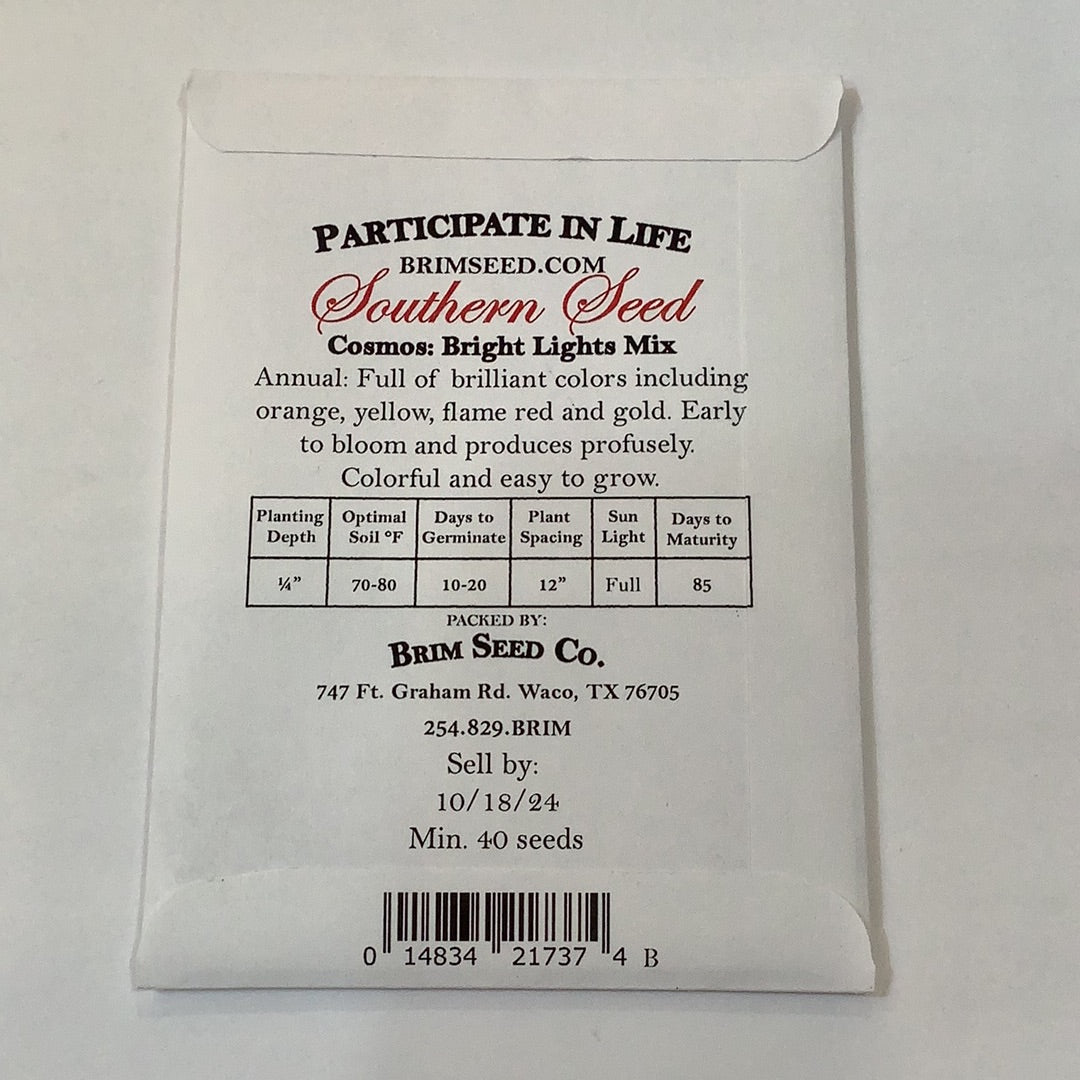 PARTICIPATE IN LIFE
BRIMSEED.COM
Southern Seed
Cosmos: Bright Lights Mix
Annual: Full of brilliant colors including
orange, yellow, flame red and gold. Early
to bloom and produces profusely.
Colorful and easy to grow.
Planting Depth Optimal Soil °F Days to Germinate Plant Spacing Sun Light Days to Maturity
¼” 70-80 10-20 12” Full 85
PACKED BY:
BRIM SEED CO.
747 Ft. Graham Rd. Waco, TX 76705
254.829.BRIM
Sell by:
10/18/24
Min. 40 seeds
0 14834 21737 4 B